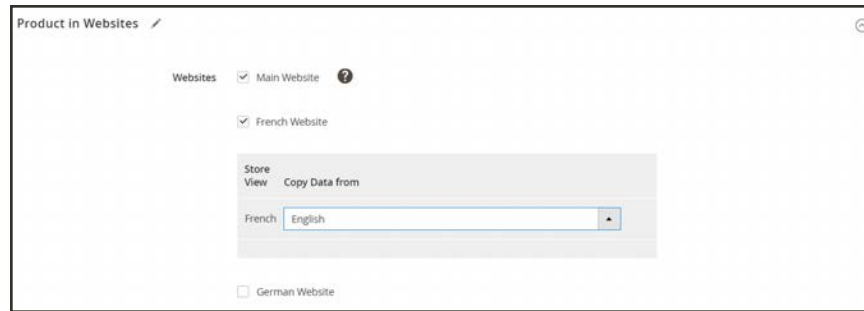 Product in Websites
Websites Main Website ?
French Website
Store
View Copy Data from
French English
German Website